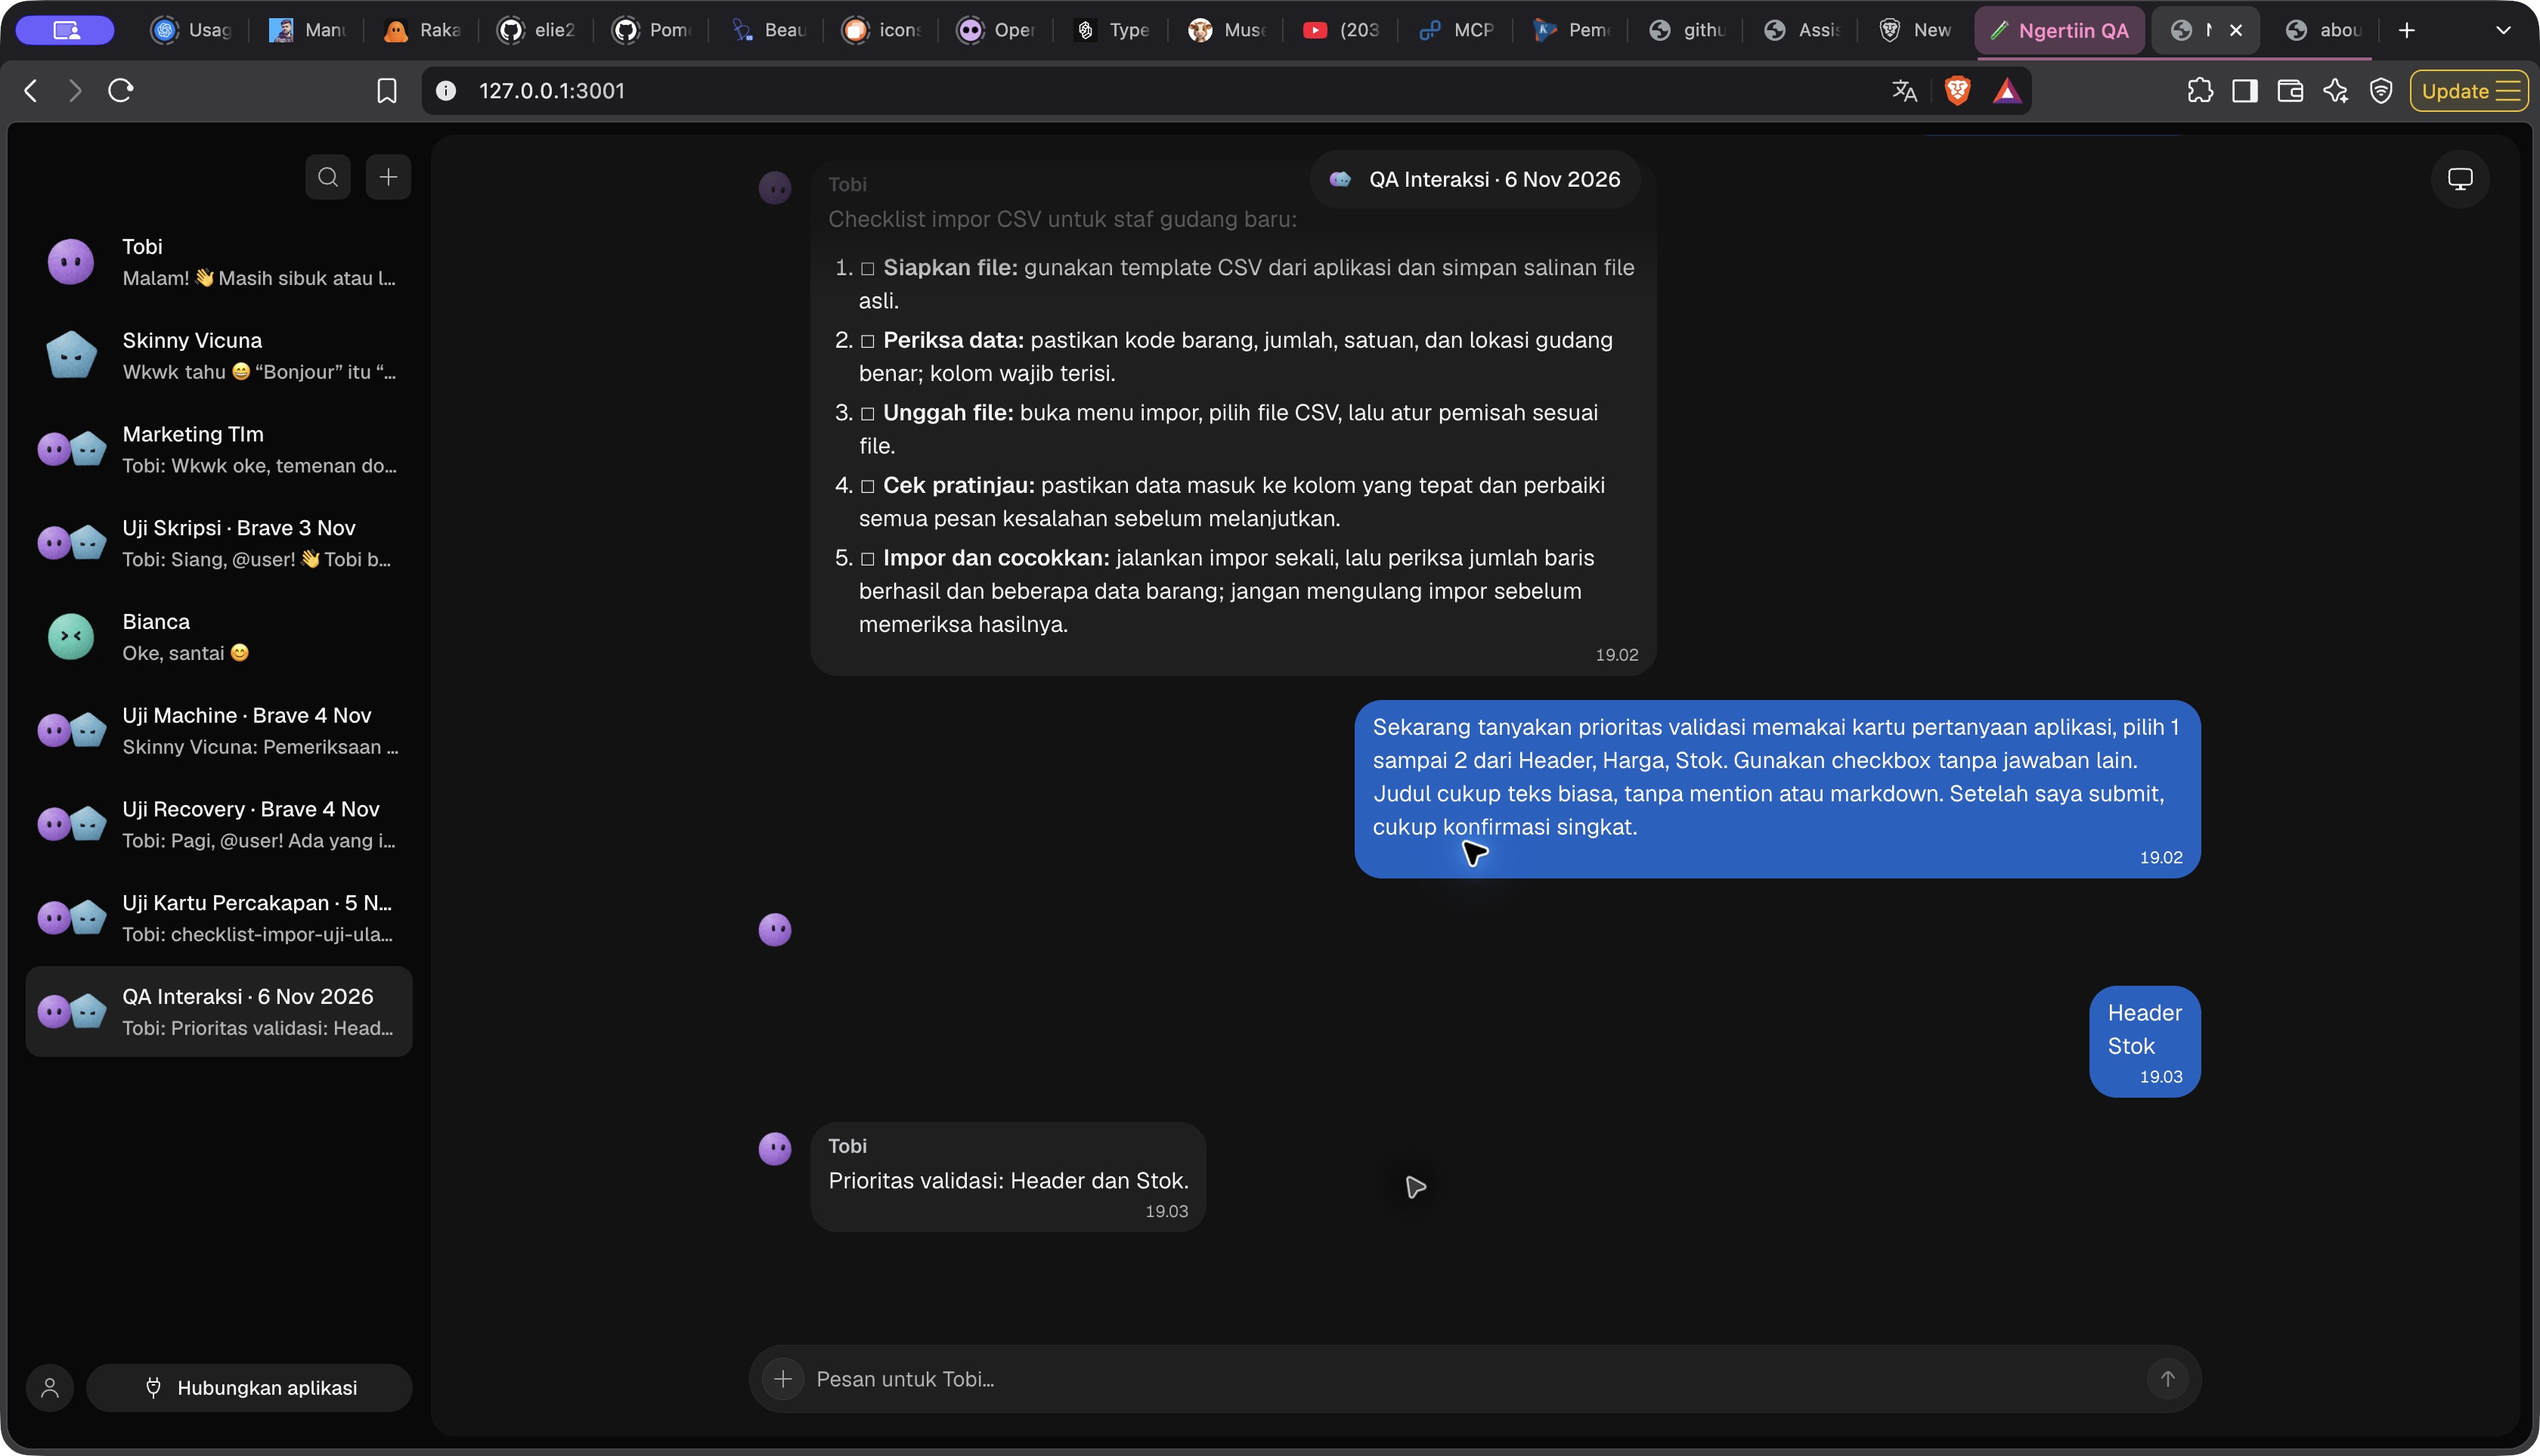 Usag
Manu
Raka
elie2
Pome
Beau
icons
Oper
Type
Muse
(203
MCP
Peme
githu
Assis
New
Ngertiin QA
abou
127.0.0.1:3001
Update
Tobi
Malam! 👋 Masih sibuk atau l...
Skinny Vicuna
Wkwk tahu 😄 “Bonjour” itu “...
Marketing TIm
Tobi: Wkwk oke, temenan do...
Uji Skripsi · Brave 3 Nov
Tobi: Siang, @user! 👋 Tobi b...
Bianca
Oke, santai 😊
Uji Machine · Brave 4 Nov
Skinny Vicuna: Pemeriksaan ...
Uji Recovery · Brave 4 Nov
Tobi: Pagi, @user! Ada yang i...
Uji Kartu Percakapan · 5 N...
Tobi: checklist-impor-uji-ula...
QA Interaksi · 6 Nov 2026
Tobi: Prioritas validasi: Head...
Hubungkan aplikasi
QA Interaksi · 6 Nov 2026
Tobi
Checklist impor CSV untuk staf gudang baru:
1. □ Siapkan file: gunakan template CSV dari aplikasi dan simpan salinan file
asli.
2. □ Periksa data: pastikan kode barang, jumlah, satuan, dan lokasi gudang
benar; kolom wajib terisi.
3. □ Unggah file: buka menu impor, pilih file CSV, lalu atur pemisah sesuai
file.
4. □ Cek pratinjau: pastikan data masuk ke kolom yang tepat dan perbaiki
semua pesan kesalahan sebelum melanjutkan.
5. □ Impor dan cocokkan: jalankan impor sekali, lalu periksa jumlah baris
berhasil dan beberapa data barang; jangan mengulang impor sebelum
memeriksa hasilnya.
19.02
Sekarang tanyakan prioritas validasi memakai kartu pertanyaan aplikasi, pilih 1
sampai 2 dari Header, Harga, Stok. Gunakan checkbox tanpa jawaban lain.
Judul cukup teks biasa, tanpa mention atau markdown. Setelah saya submit,
cukup konfirmasi singkat.
19.02
Header
Stok
19.03
Tobi
Prioritas validasi: Header dan Stok.
19.03
Pesan untuk Tobi...